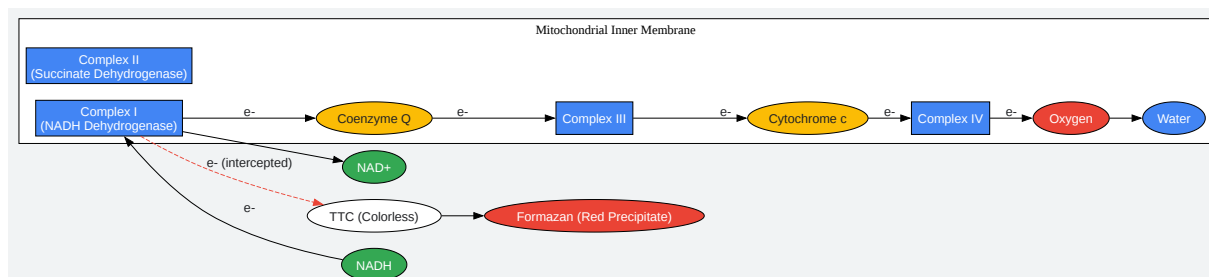 Mitochondrial Inner Membrane
Complex II
(Succinate Dehydrogenase)
Complex I
(NADH Dehydrogenase)
e-
Coenzyme Q
e-
Complex III
e-
Cytochrome c
e-
Complex IV
e-
Oxygen
Water
e- (intercepted)
NAD+
e-
TTC (Colorless)
Formazan (Red Precipitate)
NADH